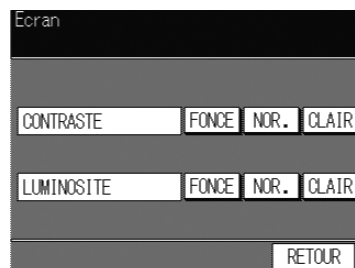 Ecran
CONTRASTE FONCE NOR. CLAIR
LUMINOSITE FONCE NOR. CLAIR
RETOUR